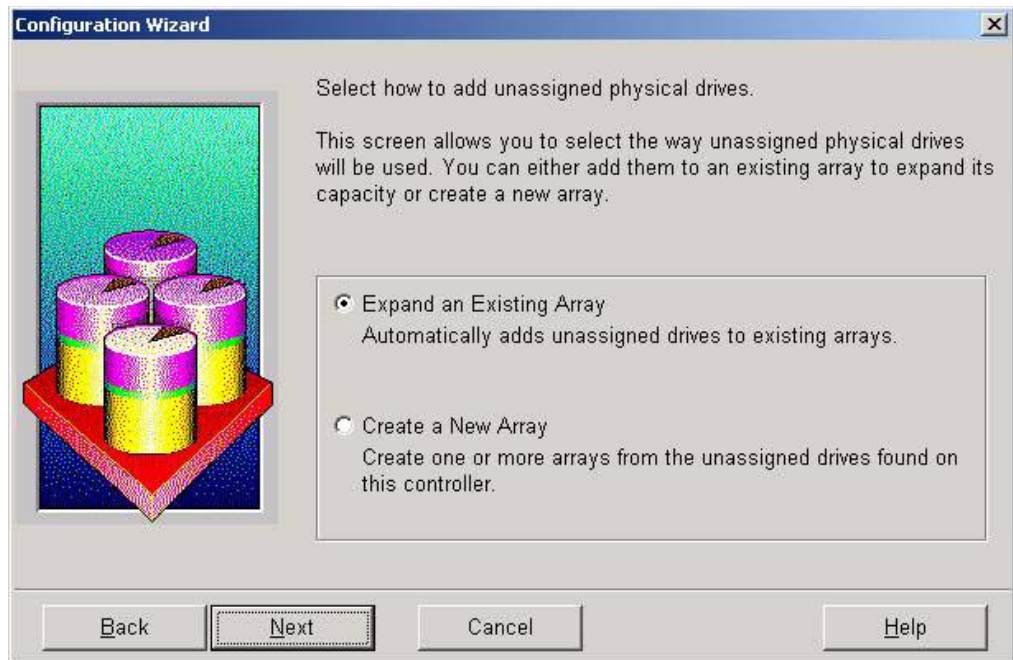 Configuration Wizard
Select how to add unassigned physical drives.
This screen allows you to select the way unassigned physical drives
will be used. You can either add them to an existing array to expand its
capacity or create a new array.
Expand an Existing Array
Automatically adds unassigned drives to existing arrays.
Create a New Array
Create one or more arrays from the unassigned drives found on
this controller.
Back Next Cancel Help